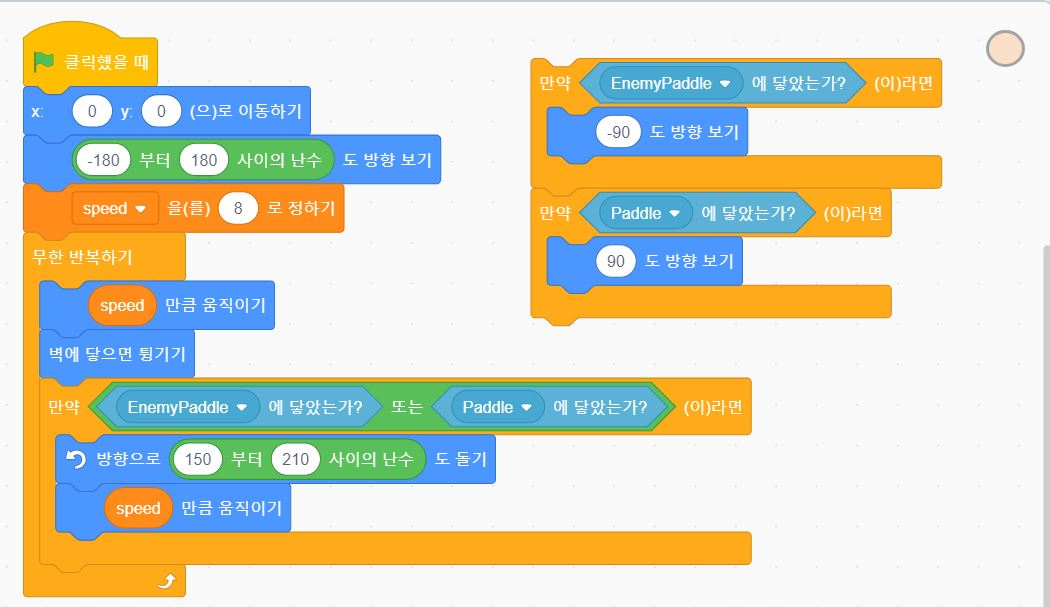 클릭했을 때
x: 0 y: 0 (으)로 이동하기
-180 부터 180 사이의 난수 도 방향 보기
speed 을(를) 8 로 정하기
무한 반복하기
speed 만큼 움직이기
벽에 닿으면 튕기기
만약 EnemyPaddle 에 닿았는가? 또는 Paddle 에 닿았는가? (이)라면
방향으로 150 부터 210 사이의 난수 도 돌기
speed 만큼 움직이기
만약 EnemyPaddle 에 닿았는가? (이)라면
-90 도 방향 보기
만약 Paddle 에 닿았는가? (이)라면
90 도 방향 보기